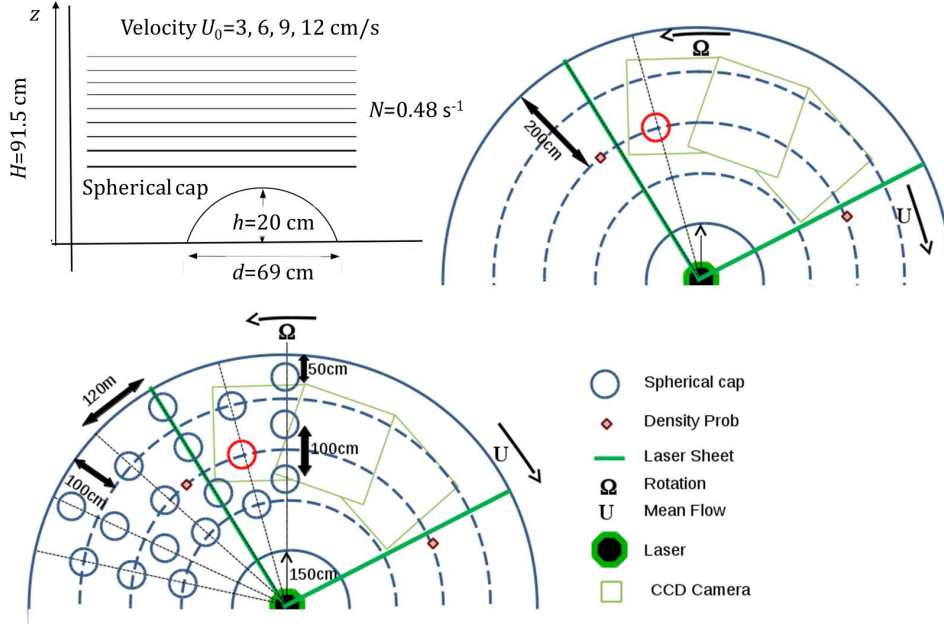 z
Velocity U₀=3, 6, 9, 12 cm/s
H=91.5 cm
N=0.48 s⁻¹
Spherical cap
h=20 cm
d=69 cm
Ω
200cm
U
Ω
50cm
120m
U
100cm
100cm
150cm
Spherical cap
Density Prob
Laser Sheet
Ω Rotation
U Mean Flow
Laser
CCD Camera